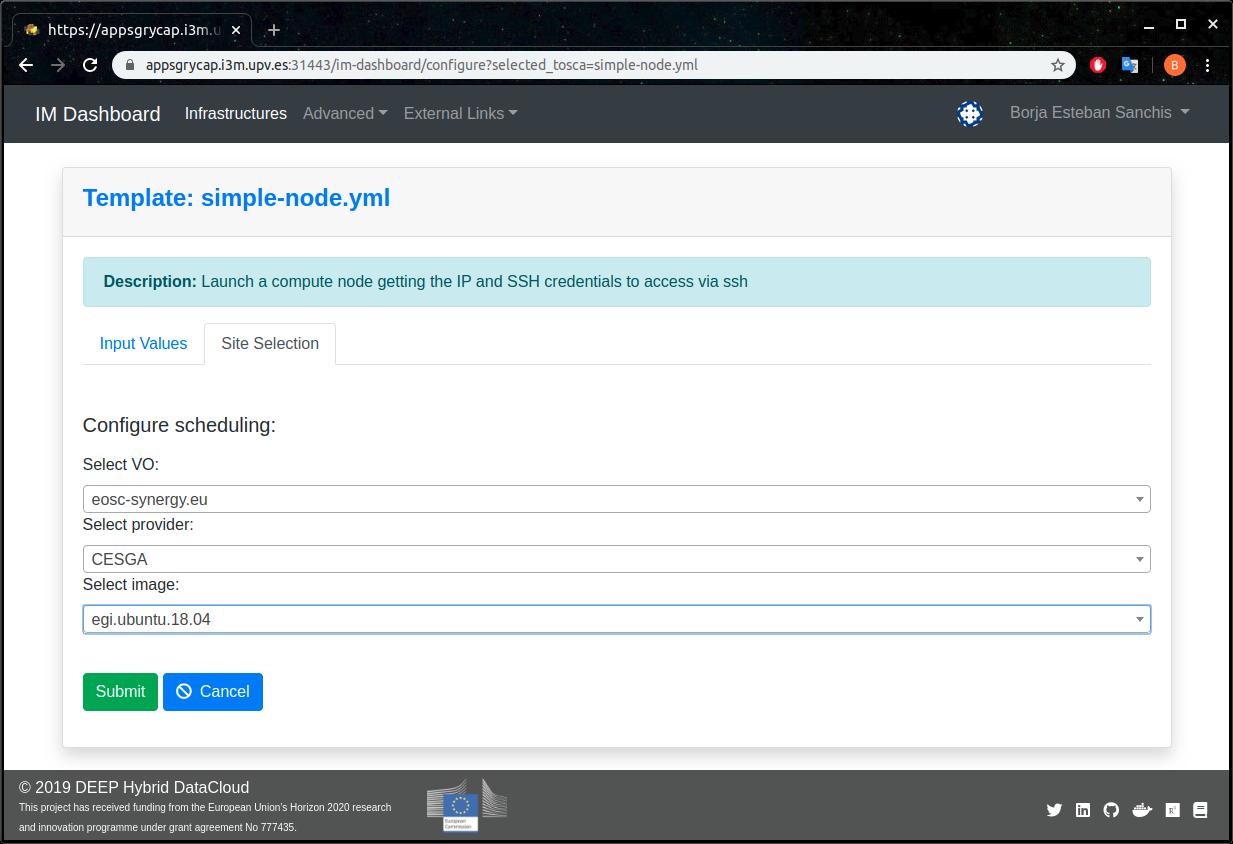 https://appsgrycap.i3m.u
appsgrycap.i3m.upv.es:31443/im-dashboard/configure?selected_tosca=simple-node.yml
B
IM Dashboard Infrastructures Advanced External Links Borja Esteban Sanchis
Template: simple-node.yml
Description: Launch a compute node getting the IP and SSH credentials to access via ssh
Input Values Site Selection
Configure scheduling:
Select VO:
eosc-synergy.eu
Select provider:
CESGA
Select image:
egi.ubuntu.18.04
Submit Cancel
© 2019 DEEP Hybrid DataCloud
This project has received funding from the European Union's Horizon 2020 research
and innovation programme under grant agreement No 777435.
European
Commission